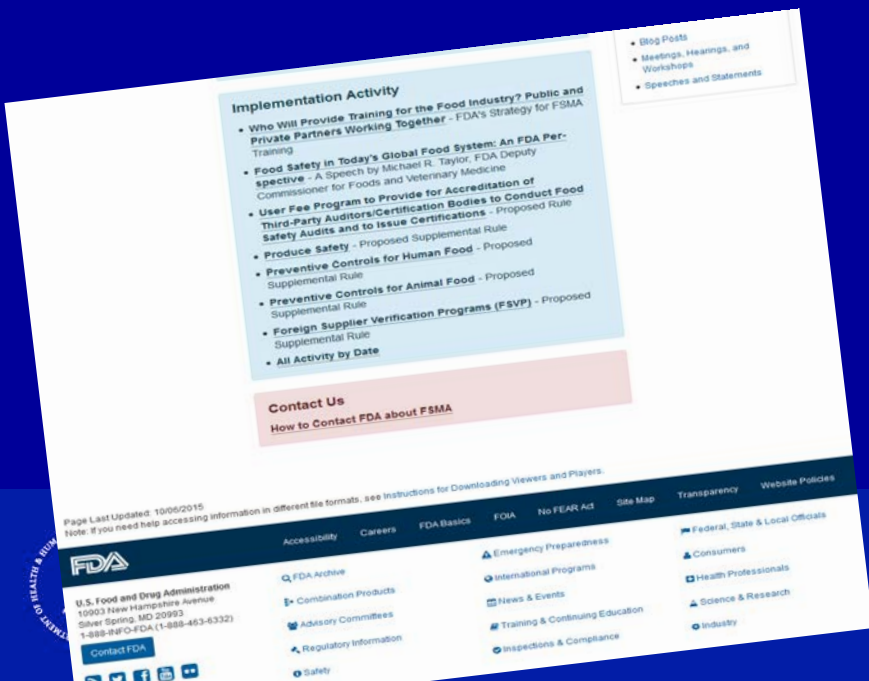 Blog Posts
Meetings, Hearings, and
Workshops
Speeches and Statements
Implementation Activity
Who Will Provide Training for the Food Industry? Public and
Private Partners Working Together - FDA's Strategy for FSMA
Training
Food Safety in Today's Global Food System: An FDA Per-
spective - A Speech by Michael R. Taylor, FDA Deputy
Commissioner for Foods and Veterinary Medicine
User Fee Program to Provide for Accreditation of
Third-Party Auditors/Certification Bodies to Conduct Food
Safety Audits and to Issue Certifications - Proposed Rule
Produce Safety - Proposed Supplemental Rule
Preventive Controls for Human Food - Proposed
Supplemental Rule
Preventive Controls for Animal Food - Proposed
Supplemental Rule
Foreign Supplier Verification Programs (FSVP) - Proposed
Supplemental Rule
All Activity by Date
Contact Us
How to Contact FDA about FSMA
Page Last Updated: 10/06/2015
Note: If you need help accessing information in different file formats, see Instructions for Downloading Viewers and Players.
Accessibility Careers FDA Basics FOIA No FEAR Act Site Map Transparency Website Policies
FDA
U.S. Food and Drug Administration
10903 New Hampshire Avenue
Silver Spring, MD 20993
1-888-INFO-FDA (1-888-463-6332)
Contact FDA
FDA Archive
Combination Products
Advisory Committees
Regulatory Information
Safety
Emergency Preparedness
International Programs
News & Events
Training & Continuing Education
Inspections & Compliance
Federal, State & Local Officials
Consumers
Health Professionals
Science & Research
Industry
OF HEALTH & HUM